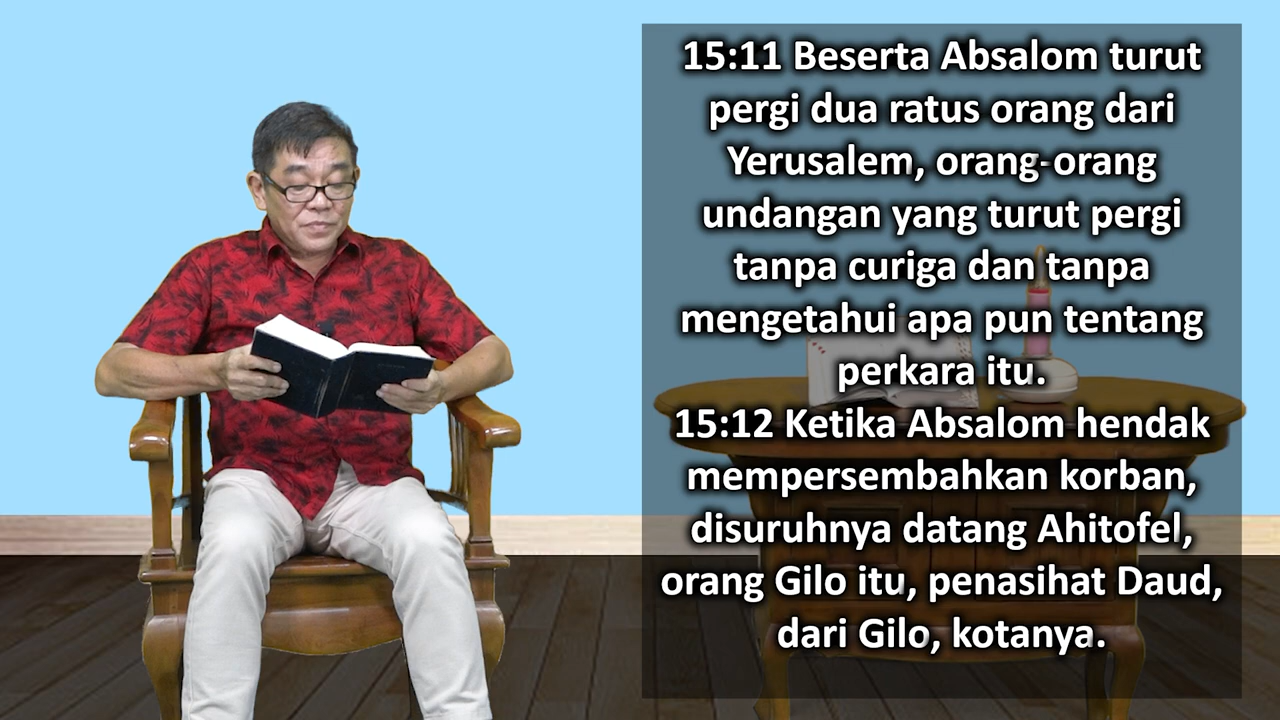 15:11 Beserta Absalom turut
pergi dua ratus orang dari
Yerusalem, orang-orang
undangan yang turut pergi
tanpa curiga dan tanpa
mengetahui apa pun tentang
perkara itu.
15:12 Ketika Absalom hendak
mempersembahkan korban,
disuruhnya datang Ahitofel,
orang Gilo itu, penasihat Daud,
dari Gilo, kotanya.